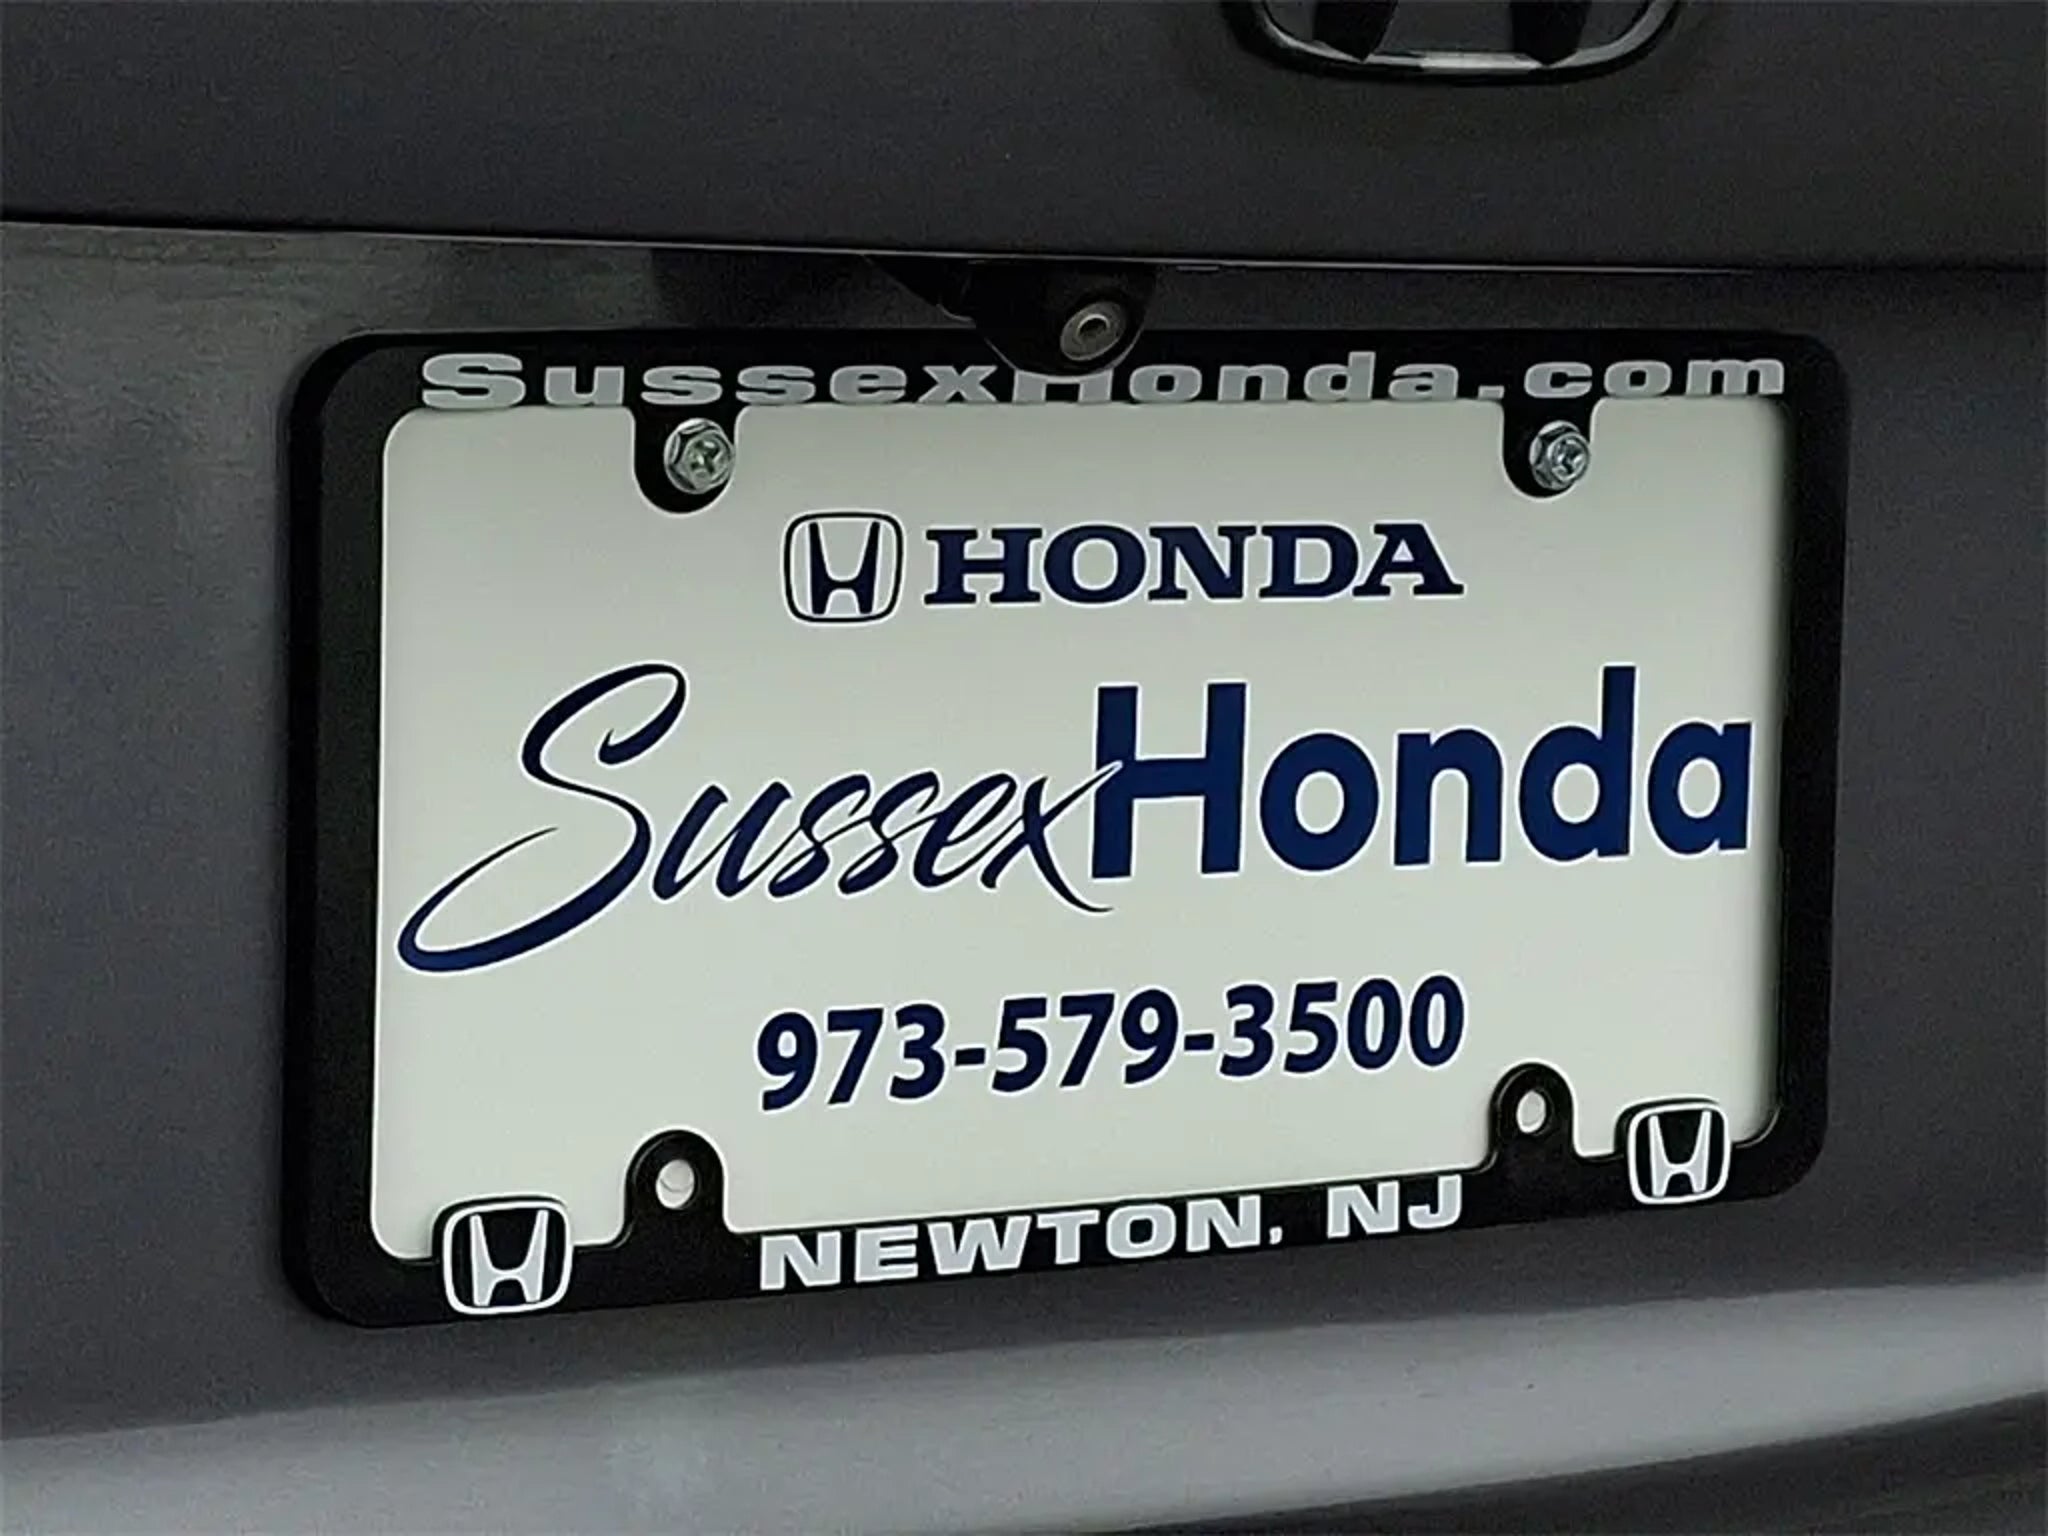 SussexHonda.com
HONDA
SussexHonda
973-579-3500
NEWTON, NJ